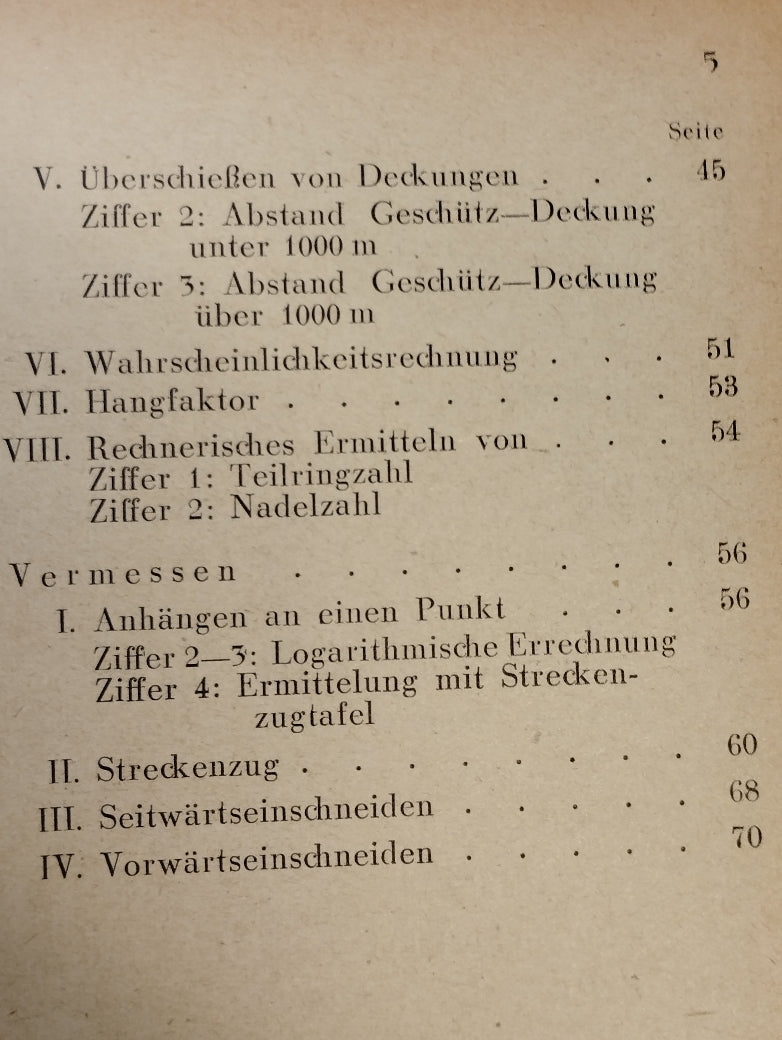 5
Seite
V. Überschießen von Deckungen . . . 45
Ziffer 2: Abstand Geschütz—Deckung
unter 1000 m
Ziffer 3: Abstand Geschütz—Deckung
über 1000 m
VI. Wahrscheinlichkeitsrechnung . . . 51
VII. Hangfaktor . . . . . . . . 53
VIII. Rechnerisches Ermitteln von . . . 54
Ziffer 1: Teilringzahl
Ziffer 2: Nadelzahl
Vermessen . . . . . . . . 56
I. Anhängen an einen Punkt . . . 56
Ziffer 2—3: Logarithmische Errechnung
Ziffer 4: Ermittelung mit Strecken-
zugtafel
II. Streckenzug . . . . . . . . 60
III. Seitwärtseinschneiden . . . . . 68
IV. Vorwärtseinschneiden . . . . . 70